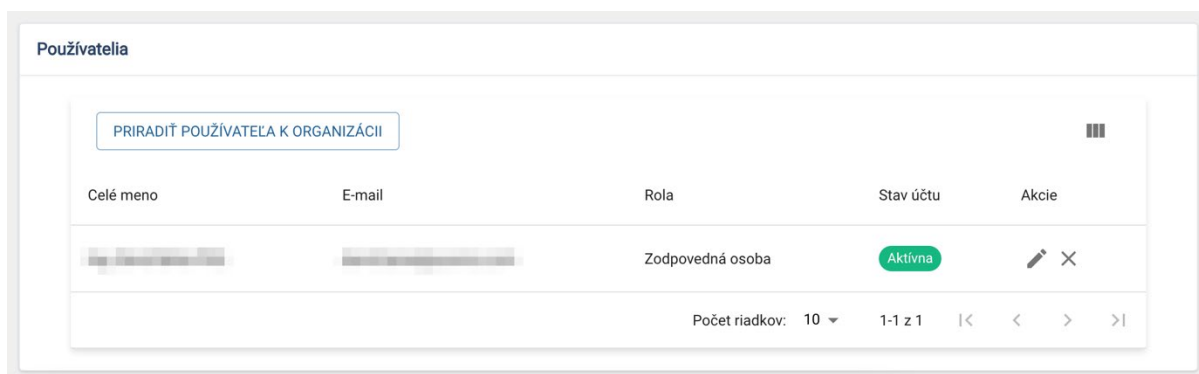 Používatelia
PRIRADIŤ POUŽÍVATEĽA K ORGANIZÁCII
Celé meno E-mail Rola Stav účtu Akcie
Zodpovedná osoba Aktívna
Počet riadkov: 10 1-1 z 1